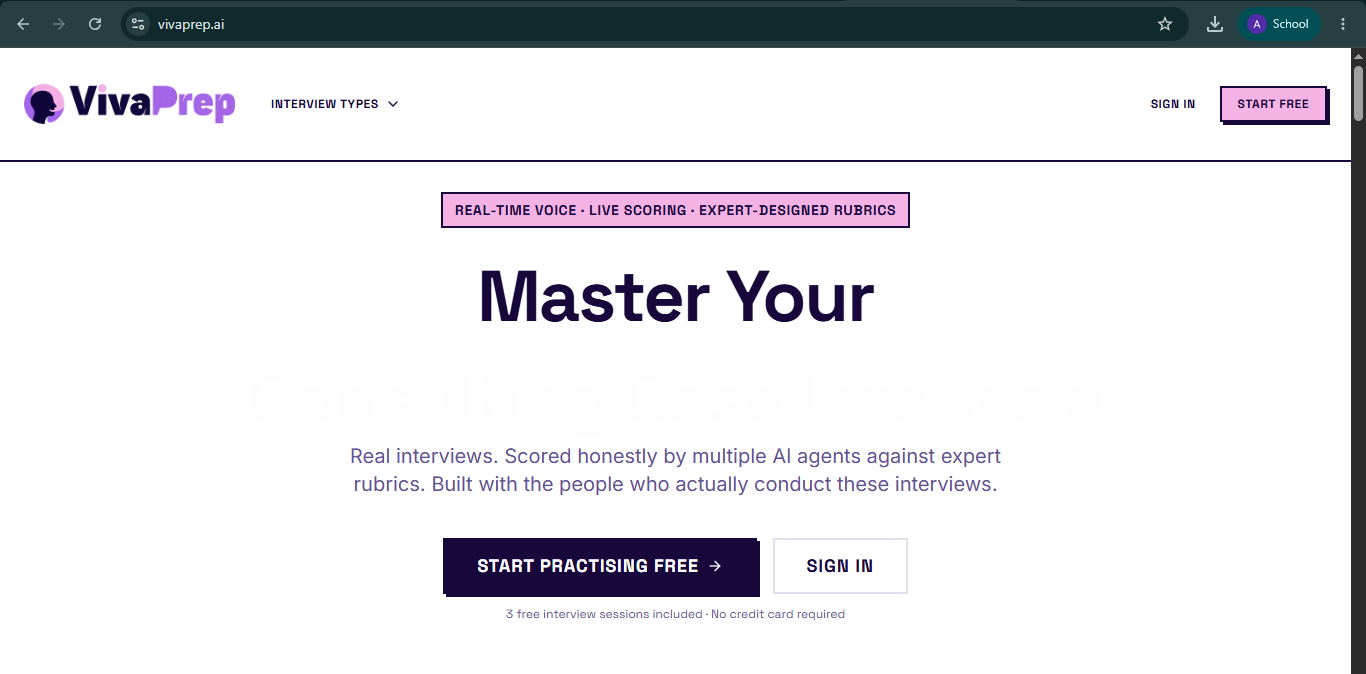 vivaprep.ai
A School
VivaPrep
INTERVIEW TYPES
SIGN IN
START FREE
REAL-TIME VOICE · LIVE SCORING · EXPERT-DESIGNED RUBRICS
Master Your
Consulting Case Interview
Real interviews. Scored honestly by multiple AI agents against expert
rubrics. Built with the people who actually conduct these interviews.
START PRACTISING FREE →
SIGN IN
3 free interview sessions included · No credit card required